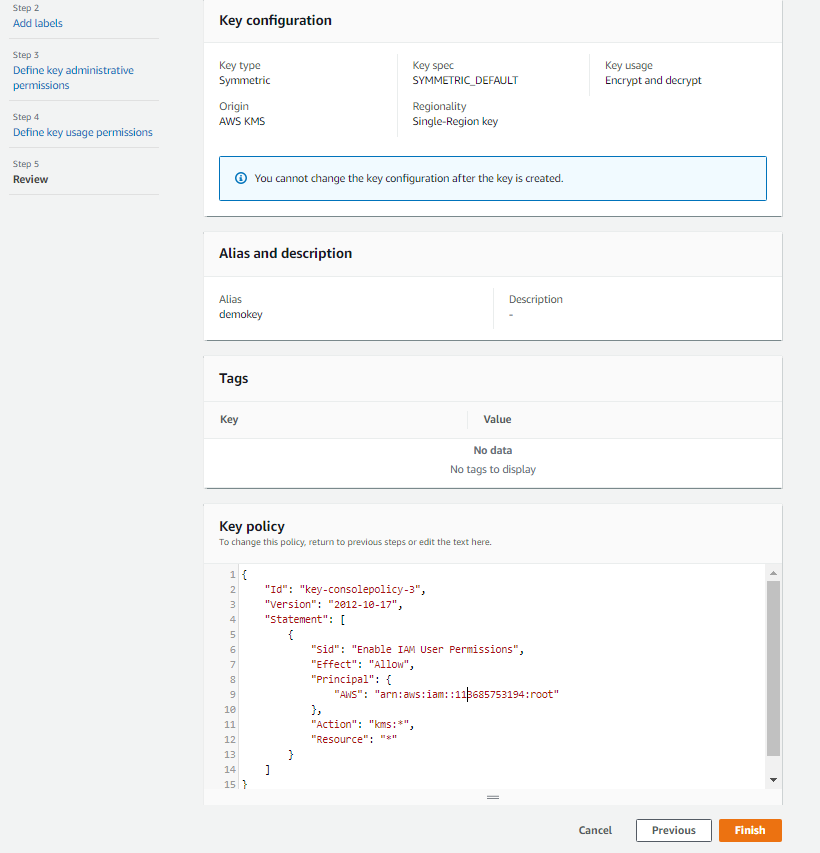 Step 2
Add labels
Step 3
Define key administrative
permissions
Step 4
Define key usage permissions
Step 5
Review
Key configuration
Key type
Symmetric
Key spec
SYMMETRIC_DEFAULT
Key usage
Encrypt and decrypt
Origin
AWS KMS
Regionality
Single-Region key
You cannot change the key configuration after the key is created.
Alias and description
Alias
demokey
Description
-
Tags
Key Value
No data
No tags to display
Key policy
To change this policy, return to previous steps or edit the text here.
1 {
2 "Id": "key-consolepolicy-3",
3 "Version": "2012-10-17",
4 "Statement": [
5 {
6 "Sid": "Enable IAM User Permissions",
7 "Effect": "Allow",
8 "Principal": {
9 "AWS": "arn:aws:iam::113685753194:root"
10 },
11 "Action": "kms:*",
12 "Resource": "*"
13 }
14 ]
15 }
Cancel Previous Finish